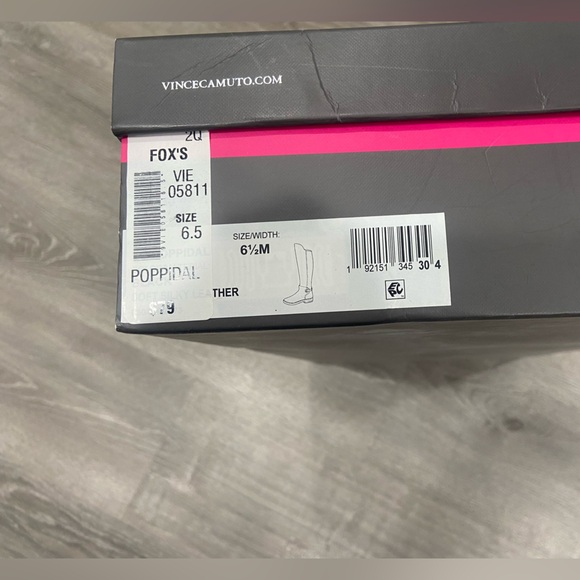 VINCECAMUTO.COM
2Q
FOX'S
VIE
05811
SIZE
6.5
POPPIDAL
$79
SIZE/WIDTH:
6½M
LEATHER
1 92151 345 30 4